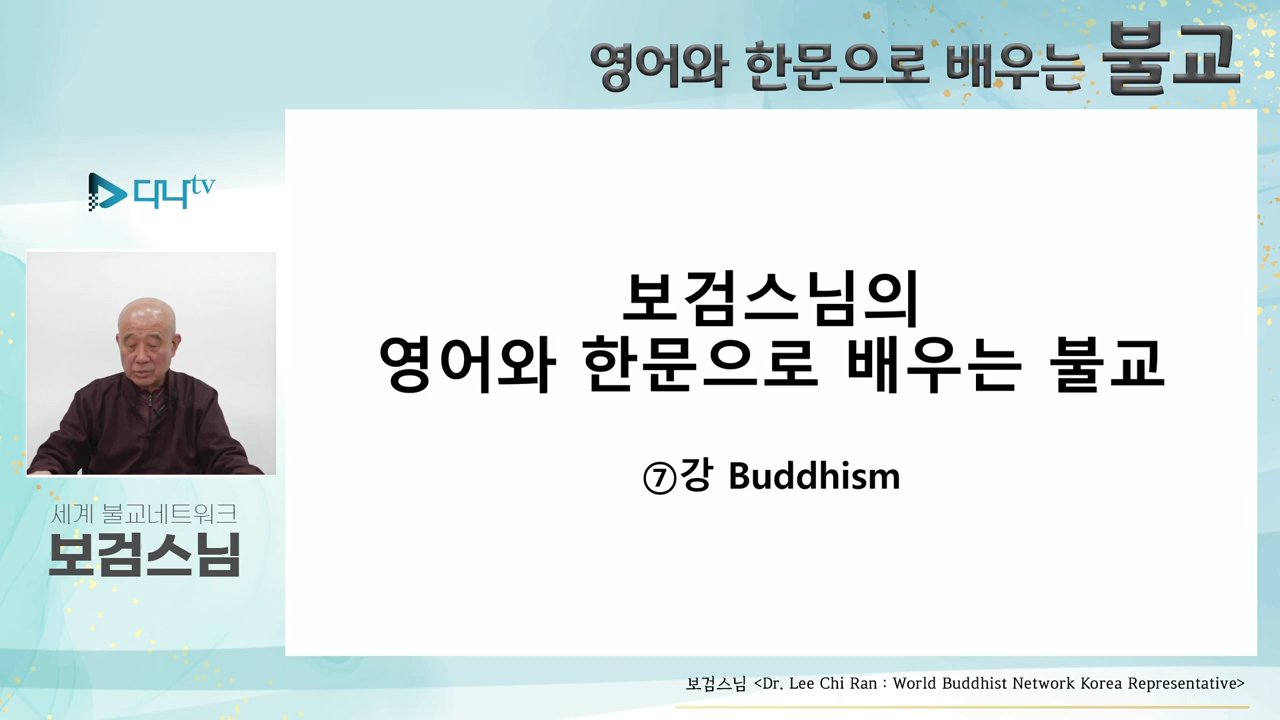 영어와 한문으로 배우는 불교
디나tv
보검스님의
영어와 한문으로 배우는 불교
⑦강 Buddhism
세계 불교네트워크
보검스님
보검스님 <Dr. Lee Chi Ran : World Buddhist Network Korea Representative>